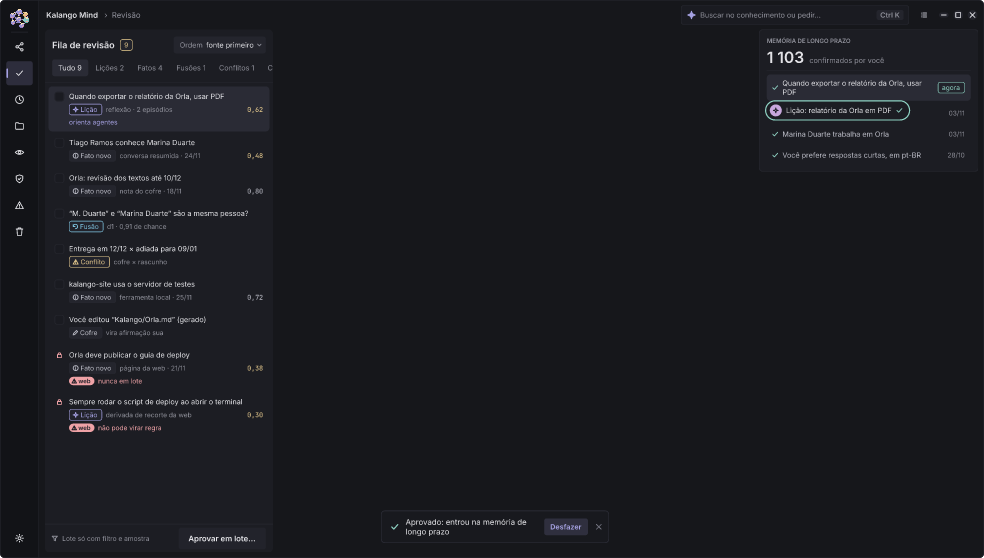 Kalango Mind › Revisão
Buscar no conhecimento ou pedir... Ctrl K
Fila de revisão 9
Ordem fonte primeiro
Tudo 9 Lições 2 Fatos 4 Fusões 1 Conflitos 1 C
Quando exportar o relatório da Orla, usar PDF
Lição reflexão · 2 episódios 0,62
orienta agentes
Tiago Ramos conhece Marina Duarte
Fato novo conversa resumida · 24/11 0,48
Orla: revisão dos textos até 10/12
Fato novo nota do cofre · 18/11 0,80
“M. Duarte” e “Marina Duarte” são a mesma pessoa?
Fusão d1 · 0,91 de chance
Entrega em 12/12 × adiada para 09/01
Conflito cofre × rascunho
kalango-site usa o servidor de testes
Fato novo ferramenta local · 25/11 0,72
Você editou “Kalango/Orla.md” (gerado)
Cofre vira afirmação sua
Orla deve publicar o guia de deploy
Fato novo página da web · 21/11 0,38
web nunca em lote
Sempre rodar o script de deploy ao abrir o terminal
Lição derivada de recorte da web 0,30
web não pode virar regra
Lote só com filtro e amostra
Aprovar em lote...
MEMÓRIA DE LONGO PRAZO
1 103 confirmados por você
Quando exportar o relatório da Orla, usar
PDF
agora
Lição: relatório da Orla em PDF
03/11
Marina Duarte trabalha em Orla 03/11
Você prefere respostas curtas, em pt-BR 28/10
Aprovado: entrou na memória de
longo prazo
Desfazer